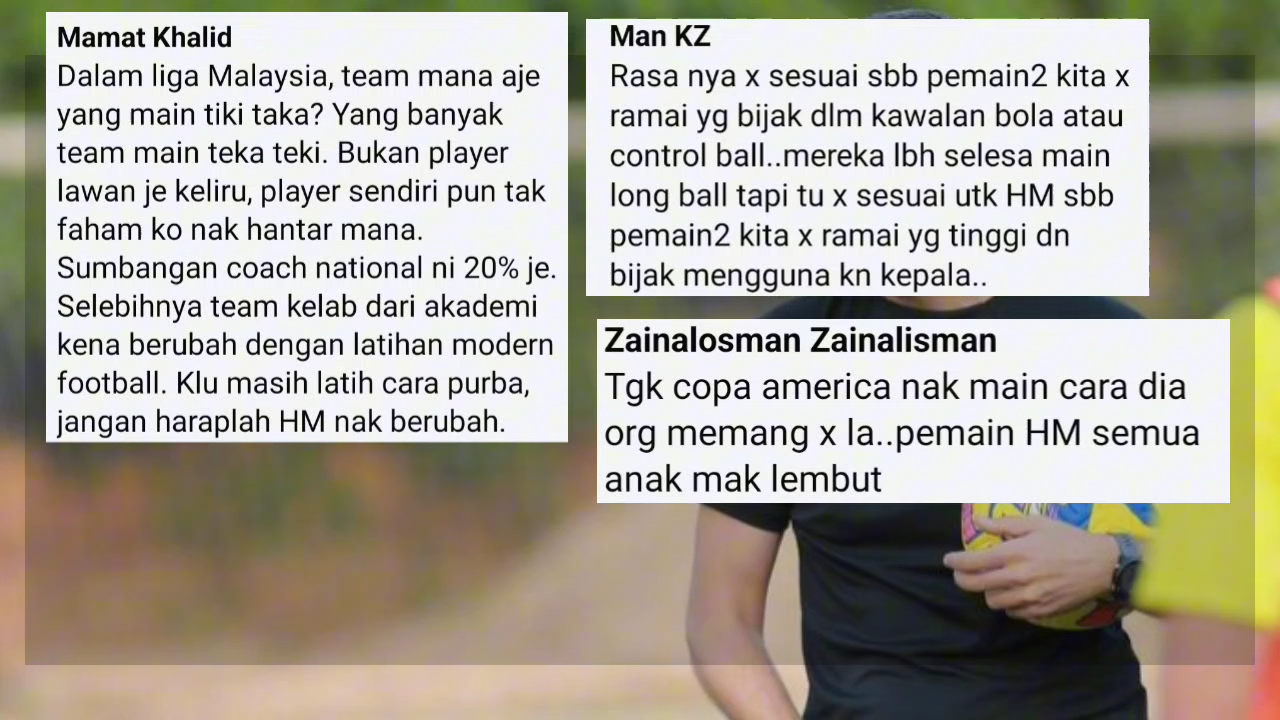 Mamat Khalid
Dalam liga Malaysia, team mana aje
yang main tiki taka? Yang banyak
team main teka teki. Bukan player
lawan je keliru, player sendiri pun tak
faham ko nak hantar mana.
Sumbangan coach national ni 20% je.
Selebihnya team kelab dari akademi
kena berubah dengan latihan modern
football. Klu masih latih cara purba,
jangan haraplah HM nak berubah.
Man KZ
Rasa nya x sesuai sbb pemain2 kita x
ramai yg bijak dlm kawalan bola atau
control ball..mereka lbh selesa main
long ball tapi tu x sesuai utk HM sbb
pemain2 kita x ramai yg tinggi dn
bijak mengguna kn kepala..
Zainalosman Zainalisman
Tgk copa america nak main cara dia
org memang x la..pemain HM semua
anak mak lembut